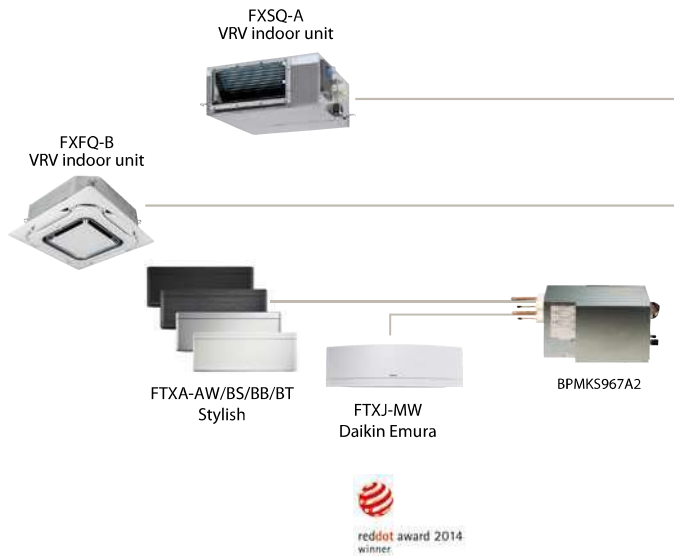 FXSQ-A
VRV indoor unit
FXFQ-B
VRV indoor unit
FTXA-AW/BS/BB/BT
Stylish
FTXJ-MW
Daikin Emura
BPMKS967A2
reddot award 2014
winner